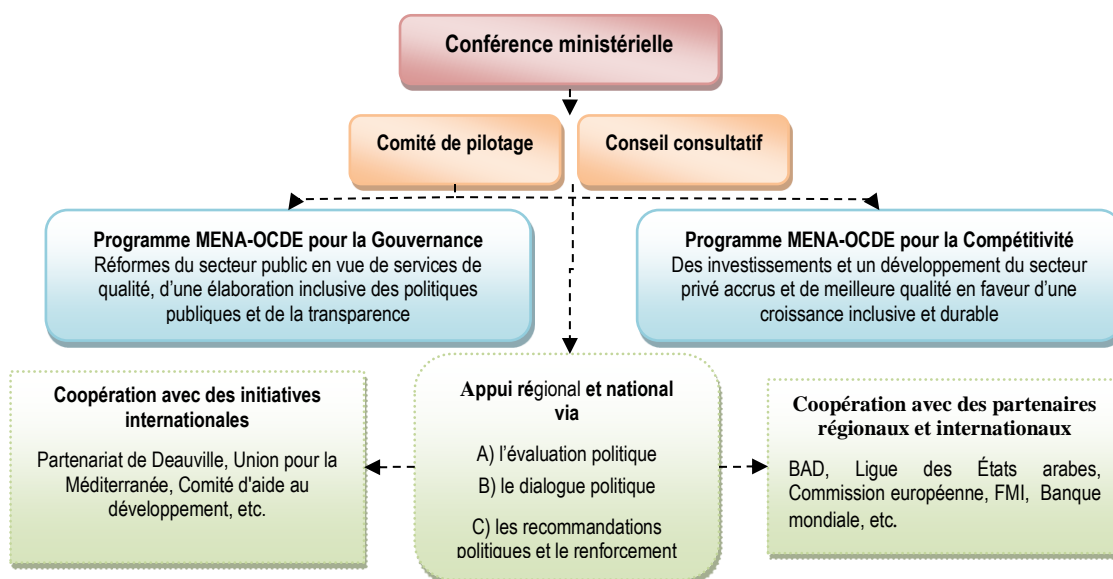 Conférence ministérielle
Comité de pilotage
Conseil consultatif
Programme MENA-OCDE pour la Gouvernance
Réformes du secteur public en vue de services de
qualité, d'une élaboration inclusive des politiques
publiques et de la transparence
Programme MENA-OCDE pour la Compétitivité
Des investissements et un développement du secteur
privé accrus et de meilleure qualité en faveur d'une
croissance inclusive et durable
Coopération avec des initiatives
internationales
Partenariat de Deauville, Union pour la
Méditerranée, Comité d'aide au
développement, etc.
Appui régional et national
via
A) l'évaluation politique
B) le dialogue politique
C) les recommandations
politiques et le renforcement
Coopération avec des partenaires
régionaux et internationaux
BAD, Ligue des États arabes,
Commission européenne, FMI, Banque
mondiale, etc.